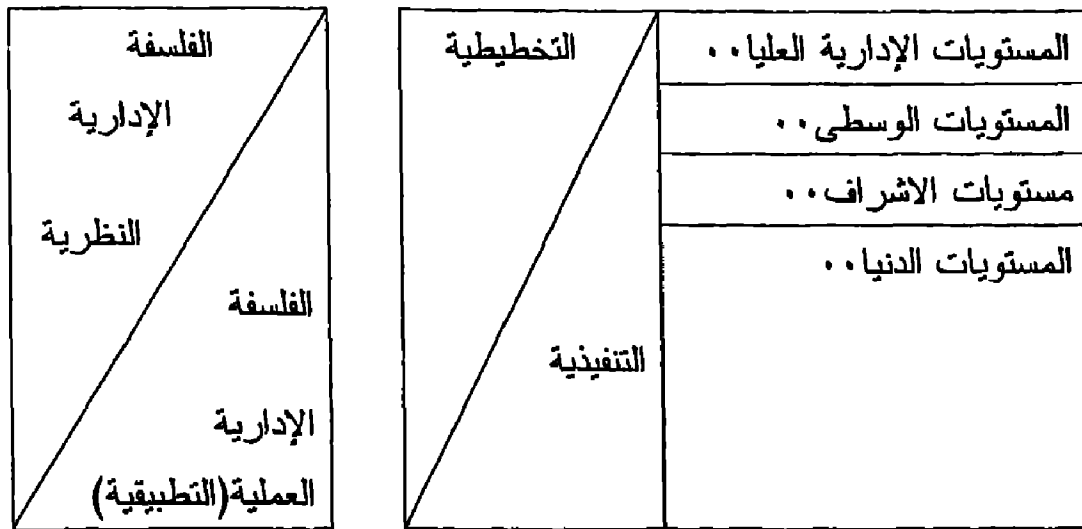 المستويات الإدارية العليا..
المستويات الوسطى..
مستويات الاشراف..
المستويات الدنيا..
التخطيطية
التنفيذية
الفلسفة
الإدارية
النظرية
الفلسفة
الإدارية
العملية(التطبيقية)